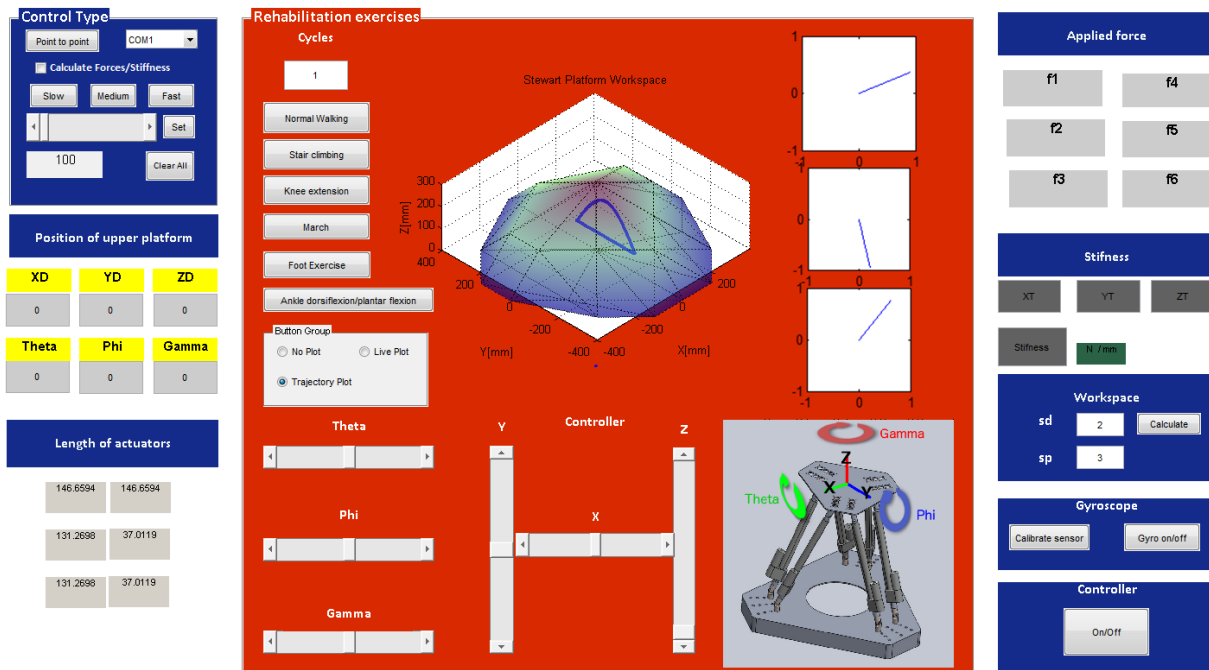 Control Type
Point to point
COM1
Calculate Forces/Stiffness
Slow Medium Fast
Set
100
Clear All
Position of upper platform
XD YD ZD
0 0 0
Theta Phi Gamma
0 0 0
Length of actuators
146.6594 146.6594
131.2698 37.0119
131.2698 37.0119
Rehabilitation exercises
Cycles
1
Normal Walking
Stair climbing
Knee extension
March
Foot Exercise
Ankle dorsiflexion/plantar flexion
Button Group
No Plot Live Plot
Trajectory Plot
Stewart Platform Workspace
Z[mm]
300
200
100
0
400
200
0
-200
-400
Y[mm]
-400
-200
0
200
X[mm]
1
0
-1
-1 0 1
1
0
-1
-1 0 1
1
0
-1
-1 0 1
Theta
Phi
Gamma
Controller
Y
X
Z
Gamma
Z
X Y
Theta
Phi
Applied force
f1 f4
f2 f5
f3 f6
Stifness
XT YT ZT
Stifness N /mm
Workspace
sd 2 Calculate
sp 3
Gyroscope
Calibrate sensor Gyro on/off
Controller
On/Off